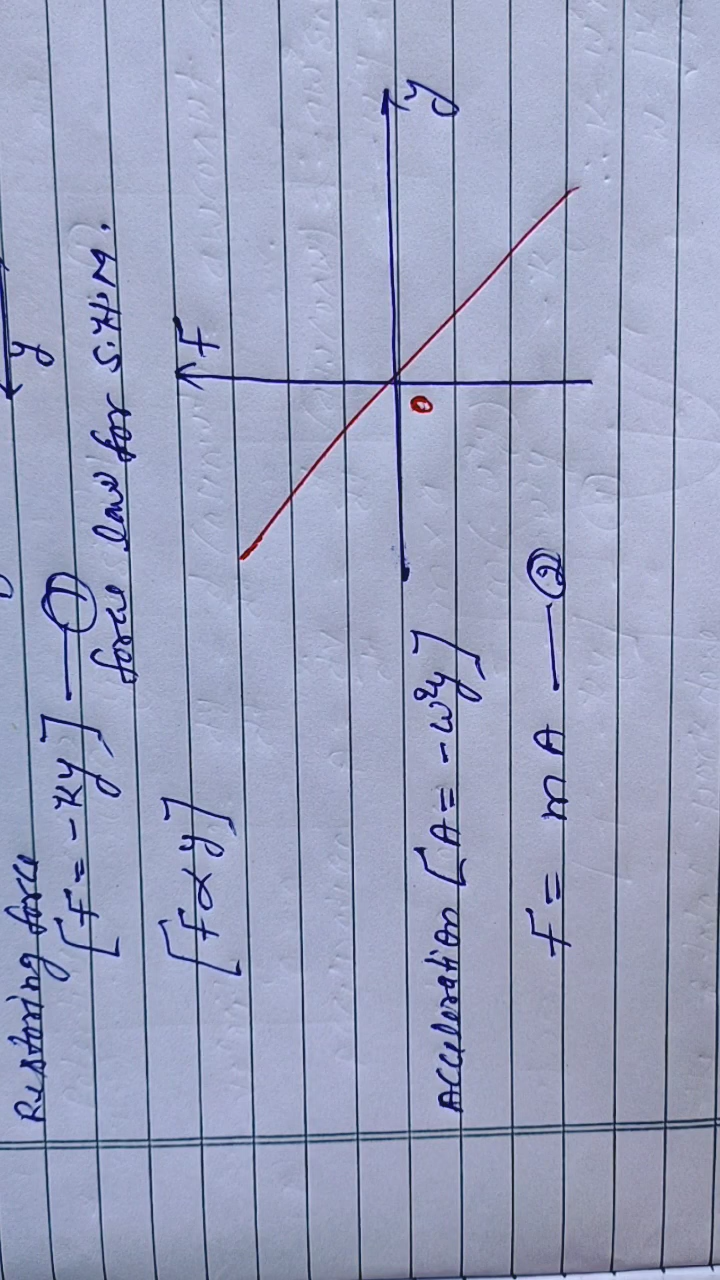 y
Restoring force
[F = - Ky] — ①
force law for S.H.M.
[F ∝ y]
F
y
o
Acceleration [A = - ω²y]
F = mA — ②